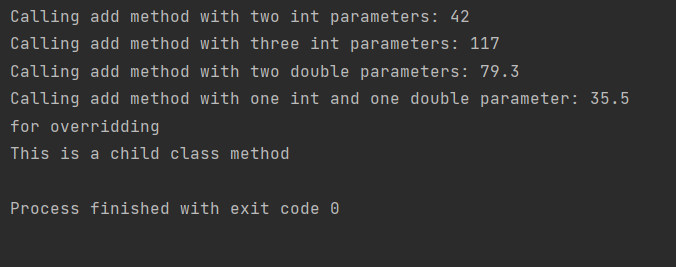 Calling add method with two int parameters: 42
Calling add method with three int parameters: 117
Calling add method with two double parameters: 79.3
Calling add method with one int and one double parameter: 35.5
for overridding
This is a child class method
Process finished with exit code 0